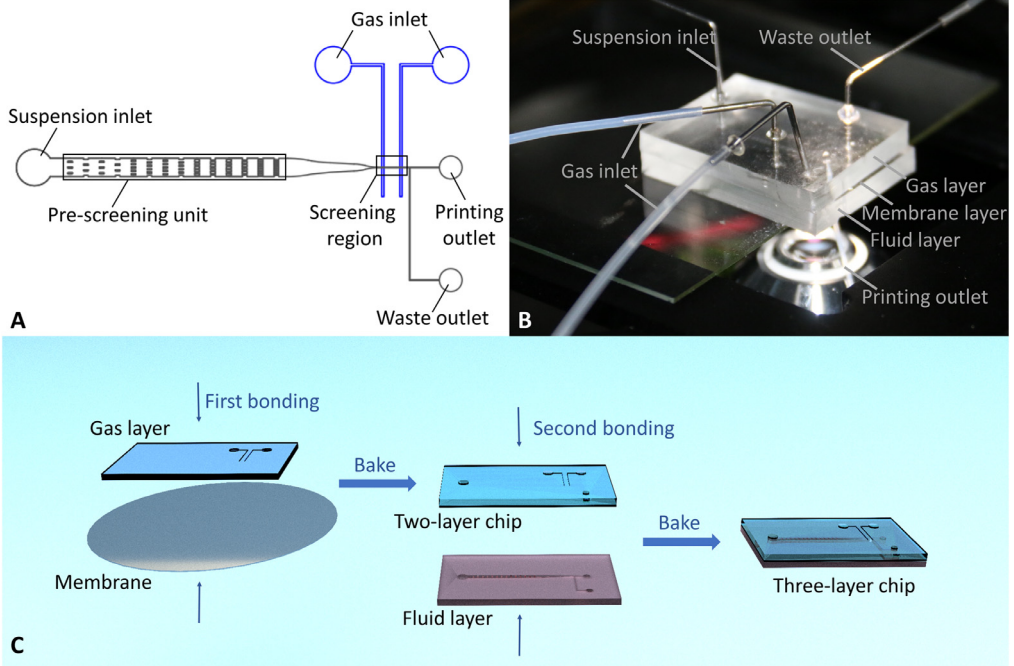 Gas inlet
Suspension inlet
Pre-screening unit
Screening
region
Printing
outlet
Waste outlet
A
Suspension inlet
Waste outlet
Gas inlet
Gas layer
Membrane layer
Fluid layer
Printing outlet
B
First bonding
Gas layer
Membrane
Bake
Second bonding
Two-layer chip
Fluid layer
Bake
Three-layer chip
C